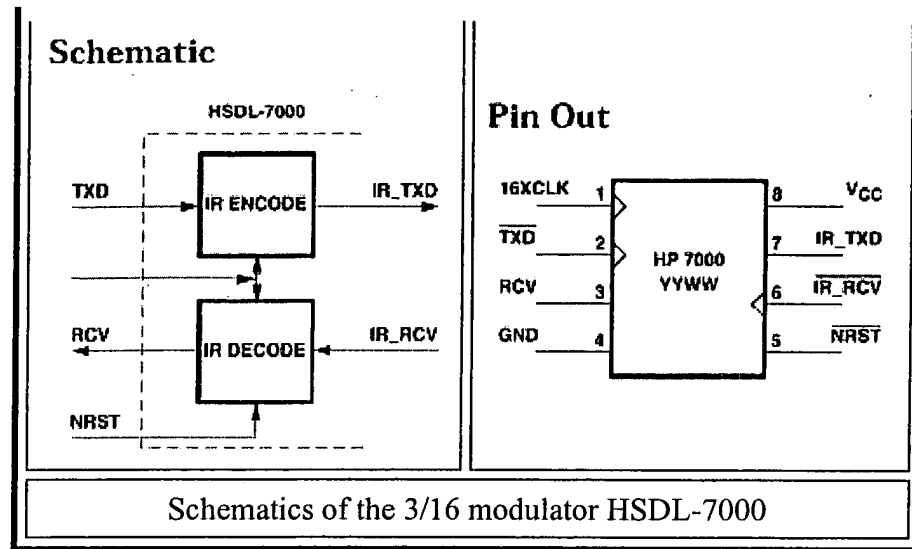 Schematic
HSDL-7000
TXD
IR ENCODE
IR_TXD
RCV
IR DECODE
IR_RCV
NRST
Pin Out
16XCLK 1
TXD 2
RCV 3
GND 4
HP 7000
YYWW
8 VCC
7 IR_TXD
6 IR_RCV
5 NRST
Schematics of the 3/16 modulator HSDL-7000